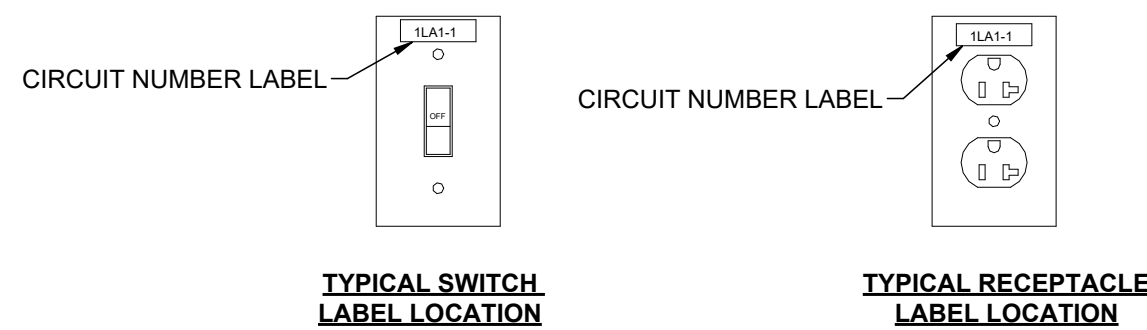 1LA1-1
CIRCUIT NUMBER LABEL
OFF
TYPICAL SWITCH
LABEL LOCATION
1LA1-1
CIRCUIT NUMBER LABEL
TYPICAL RECEPTACLE
LABEL LOCATION